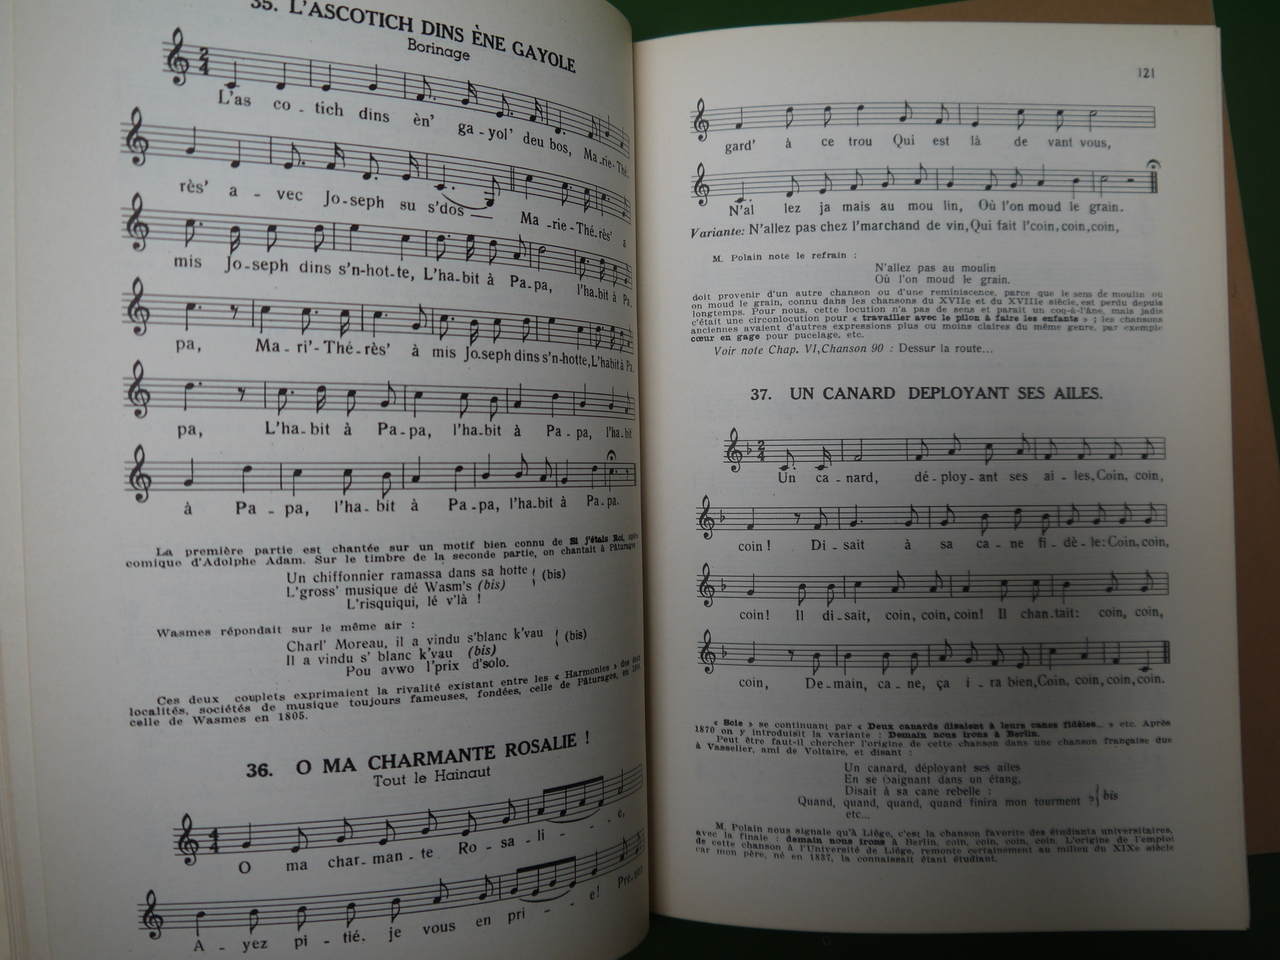 35. L'ASCOTICH DINS ÈNE GAYOLE
Borinage
2
4
L'as co - tich dins èn' ga - yol' deu bos, Ma - rie - Thé -
rès' a - vec Jo - seph su s'dos — Ma - rie - Thé - rès' a
mis Jo - seph dins s'n - hot - te, L'ha - bit à Pa - pa, l'ha - bit à Pa -
pa, Ma - ri' - Thé - rès' à mis Jo. seph dins s'n - hotte, L'habit à Pa.
pa, L'ha - bit à Pa - pa, l'ha - bit à Pa - pa, l'ha - bit
à Pa - pa, l'ha - bit à Pa - pa, l'ha - bit à Pa - pa.
La première partie est chantée sur un motif bien connu de Si j'étais Roi, opéra
comique d'Adolphe Adam. Sur le timbre de la seconde partie, on chantait à Pâturages
Un chiffonnier ramassa dans sa hotte } (bis)
L'gross' musique dé Wasm's (bis)
L'risquiqui, lé v'là !
Wasmes répondait sur le même air :
Charl' Moreau, il a vindu s'blanc k'vau } (bis)
Il a vindu s' blanc k'vau (bis)
Pou avwo l'prix d'solo.
Ces deux couplets exprimaient la rivalité existant entre les « Harmonies » des deux
localités, sociétés de musique toujours fameuses, fondées, celle de Pâturages, en
celle de Wasmes en 1805.
36. O MA CHARMANTE ROSALIE !
Tout le Hainaut
4
4
O ma char - man - te Ro - sa - li - - - e,
A - yez pi - tié. je vous en pri - - - e!
121
gard' à ce trou Qui est là de vant vous,
N'al lez ja mais au mou lin, Où l'on moud le grain.
Variante: N'allez pas chez l'marchand de vin, Qui fait l'coin, coin, coin,
M. Polain note le refrain :
N'allez pas au moulin
Où l'on moud le grain.
doit provenir d'un autre chanson ou d'une reminiscence, parce que le sens de moulin ou
on moud le grain, connu dans les chansons du XVIIe et du XVIIIe siècle, est perdu depuis
longtemps. Pour nous, cette locution n'a pas de sens et parait un coq-à-l'âne, mais jadis
c'était une circonlocution pour « travailler avec le pilon à faire les enfants » ; les chansons
anciennes avaient d'autres expressions plus ou moins claires du même genre, par exemple
cœur en gage pour pucelage, etc.
Voir note Chap. VI, Chanson 90 : Dessur la route...
37. UN CANARD DEPLOYANT SES AILES.
2
4
Un ca - nard, dé - ploy - ant ses ai - les, Coin, coin,
coin ! Di - sait à sa ca - ne fi - dè - le: Coin, coin,
coin! Il di - sait, coin, coin, coin! Il chan - tait: coin, coin,
coin, De - main, ca - ne, ça i - ra bien, Coin, coin, coin, coin.
« Scie » se continuant par « Deux canards disaient à leurs canes fidèles... » etc. Après
1870 on y introduisit la variante : Demain nous irons à Berlin.
Peut être faut-il chercher l'origine de cette chanson dans une chanson française due
à Vasselier, ami de Voltaire, et disant :
Un canard, déployant ses ailes
En se baignant dans un étang,
Disait à sa cane rebelle :
Quand, quand, quand, quand finira mon tourment ? } bis
etc...
M. Polain nous signale qu'à Liége, c'est la chanson favorite des étudiants universitaires,
avec la finale : demain nous irons à Berlin, coin, coin, coin, coin. L'origine de l'emploi
de cette chanson à l'Université de Liége, remonte certainement au milieu du XIXe siècle
car mon père, né en 1837, la connaissait étant étudiant.